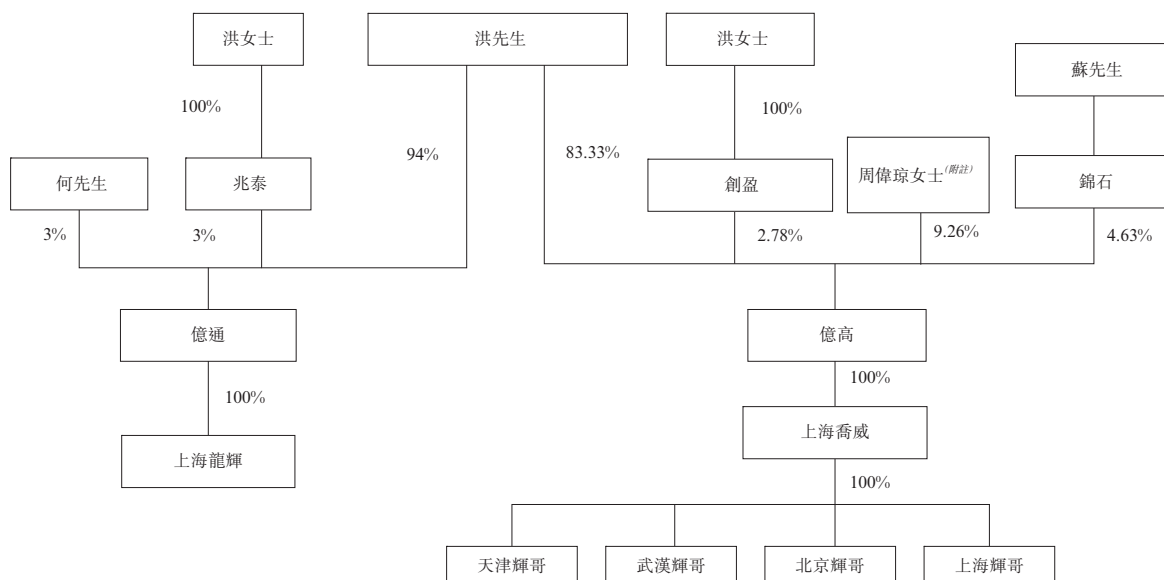 洪女士
洪先生
洪女士
蘇先生
100%
100%
94%
83.33%
何先生
兆泰
創盈
周偉琼女士(附註)
錦石
3%
3%
2.78%
9.26%
4.63%
億通
億高
100%
100%
上海龍輝
上海喬威
100%
天津輝哥
武漢輝哥
北京輝哥
上海輝哥